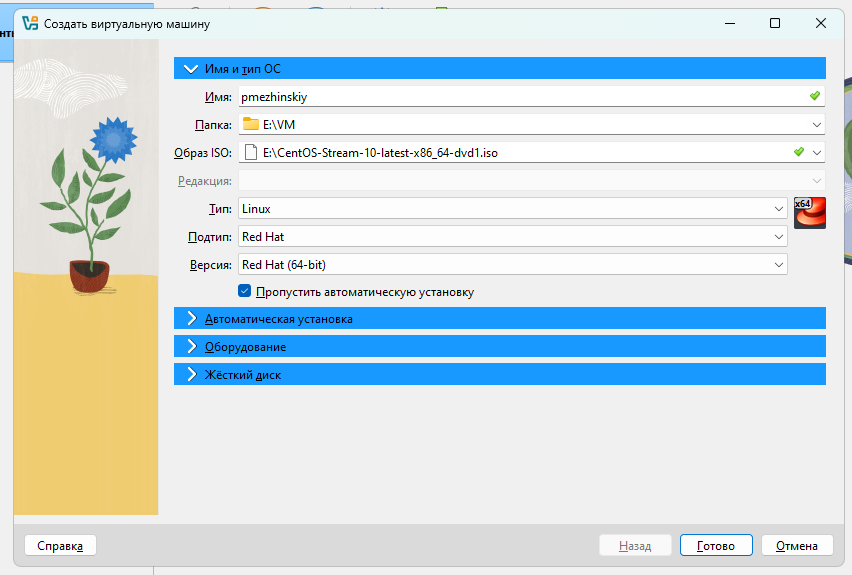 Создать виртуальную машину
Имя и тип ОС
Имя: pmezhinskiy
Папка: E:\VM
Образ ISO: E:\CentOS-Stream-10-latest-x86_64-dvd1.iso
Редакция:
Тип: Linux
x64
Подтип: Red Hat
Версия: Red Hat (64-bit)
Пропустить автоматическую установку
Автоматическая установка
Оборудование
Жёсткий диск
Справка
Назад
Готово
Отмена